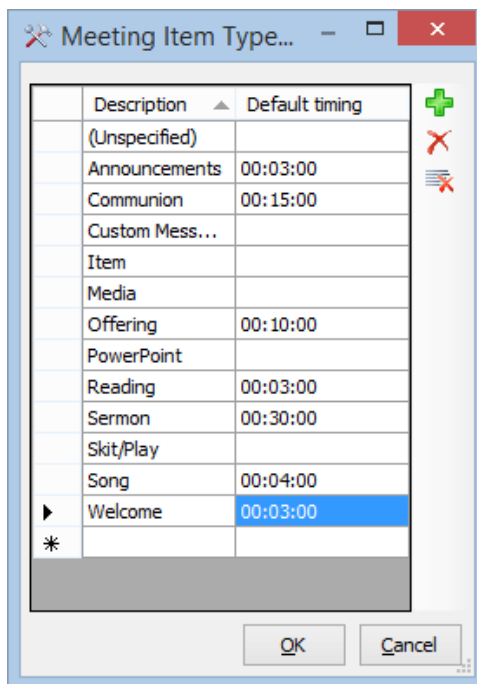 Meeting Item Type...
Description Default timing
(Unspecified)
Announcements 00:03:00
Communion 00:15:00
Custom Mess...
Item
Media
Offering 00:10:00
PowerPoint
Reading 00:03:00
Sermon 00:30:00
Skit/Play
Song 00:04:00
Welcome 00:03:00
OK Cancel